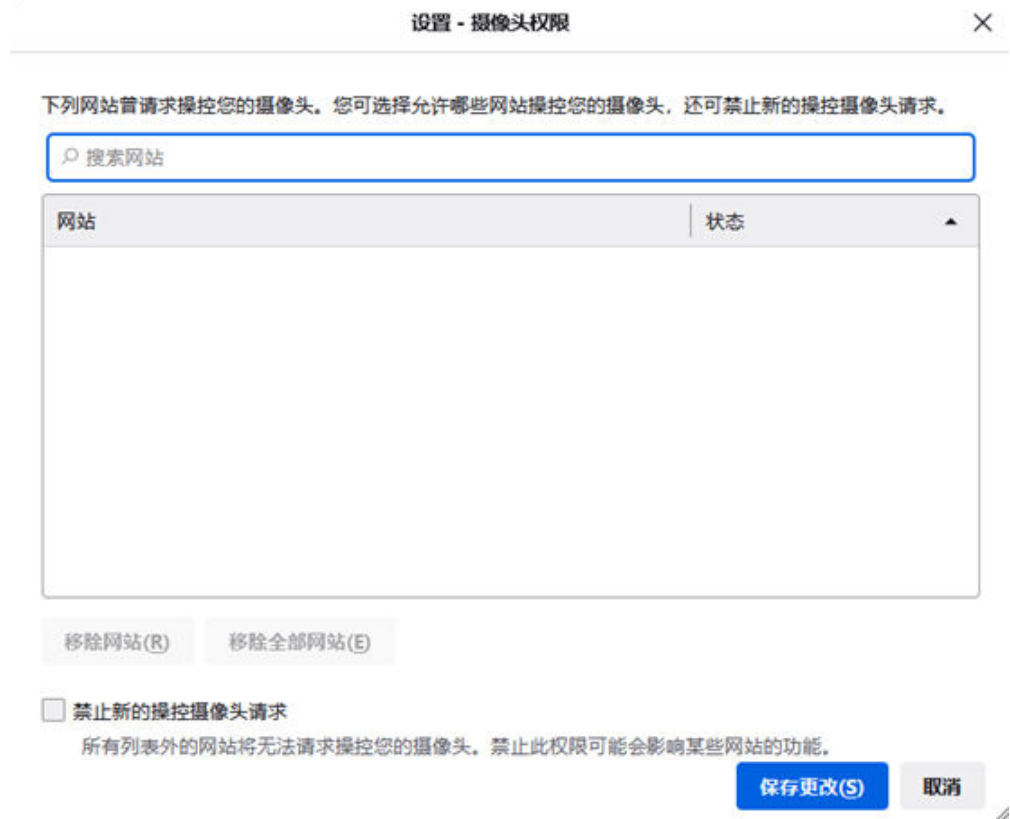 设置 - 摄像头权限
下列网站曾请求操控您的摄像头。您可选择允许哪些网站操控您的摄像头，还可禁止新的操控摄像头请求。
搜索网站
网站 状态
移除网站(R) 移除全部网站(E)
禁止新的操控摄像头请求
所有列表外的网站将无法请求操控您的摄像头。禁止此权限可能会影响某些网站的功能。
保存更改(S) 取消